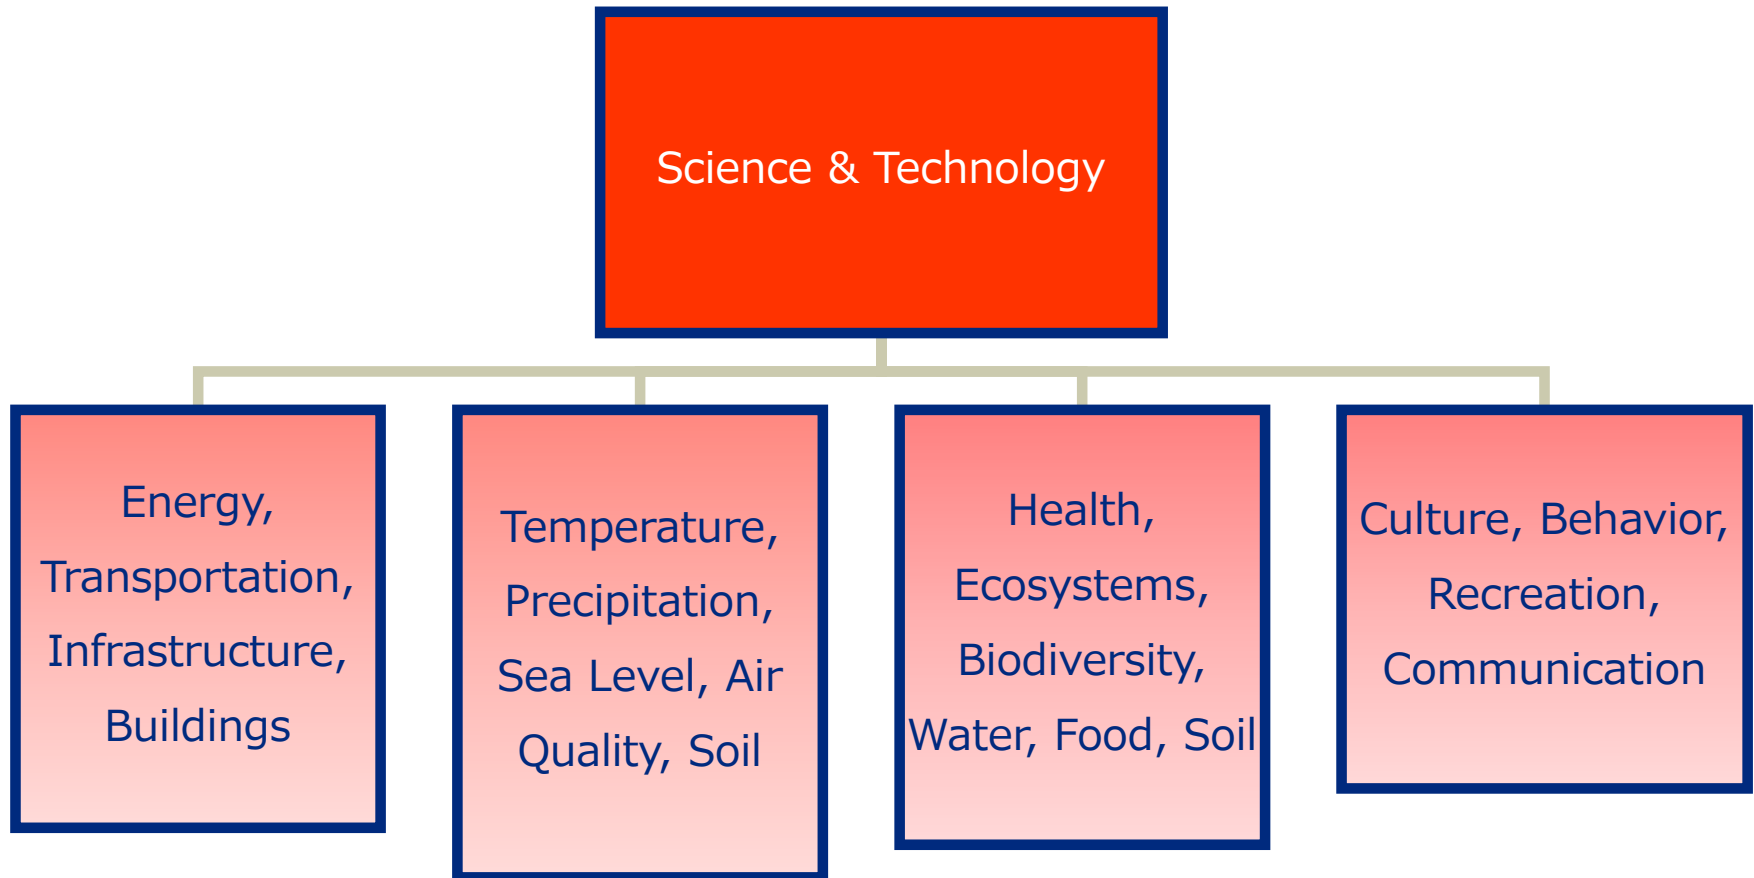 Science & Technology
Energy,
Transportation,
Infrastructure,
Buildings
Temperature,
Precipitation,
Sea Level, Air
Quality, Soil
Health,
Ecosystems,
Biodiversity,
Water, Food, Soil
Culture, Behavior,
Recreation,
Communication